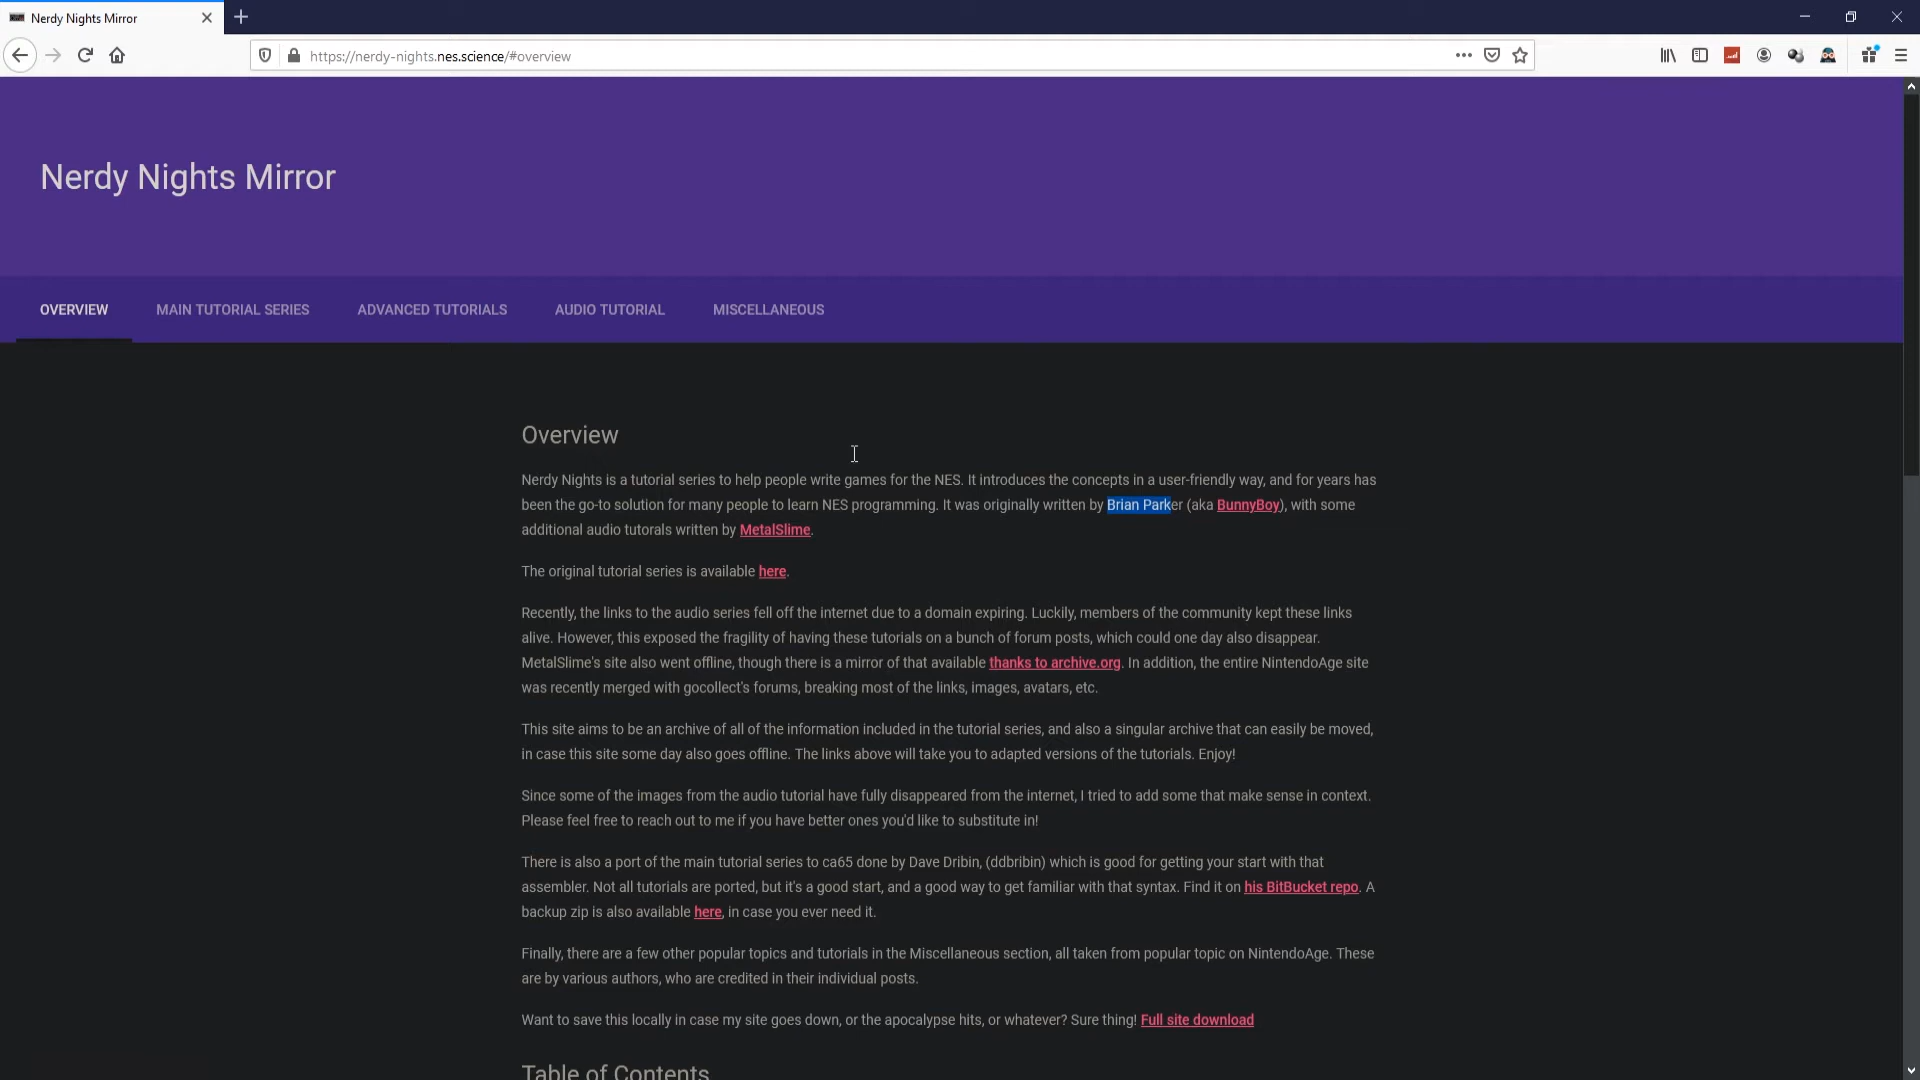 Nerdy Nights Mirror
https://nerdy-nights.nes.science/#overview
Nerdy Nights Mirror
OVERVIEW MAIN TUTORIAL SERIES ADVANCED TUTORIALS AUDIO TUTORIAL MISCELLANEOUS
Overview
Nerdy Nights is a tutorial series to help people write games for the NES. It introduces the concepts in a user-friendly way, and for years has
been the go-to solution for many people to learn NES programming. It was originally written by Brian Parker (aka BunnyBoy), with some
additional audio tutorals written by MetalSlime.
The original tutorial series is available here.
Recently, the links to the audio series fell off the internet due to a domain expiring. Luckily, members of the community kept these links
alive. However, this exposed the fragility of having these tutorials on a bunch of forum posts, which could one day also disappear.
MetalSlime's site also went offline, though there is a mirror of that available thanks to archive.org. In addition, the entire NintendoAge site
was recently merged with gocollect's forums, breaking most of the links, images, avatars, etc.
This site aims to be an archive of all of the information included in the tutorial series, and also a singular archive that can easily be moved,
in case this site some day also goes offline. The links above will take you to adapted versions of the tutorials. Enjoy!
Since some of the images from the audio tutorial have fully disappeared from the internet, I tried to add some that make sense in context.
Please feel free to reach out to me if you have better ones you'd like to substitute in!
There is also a port of the main tutorial series to ca65 done by Dave Dribin, (ddbribin) which is good for getting your start with that
assembler. Not all tutorials are ported, but it's a good start, and a good way to get familiar with that syntax. Find it on his BitBucket repo. A
backup zip is also available here, in case you ever need it.
Finally, there are a few other popular topics and tutorials in the Miscellaneous section, all taken from popular topic on NintendoAge. These
are by various authors, who are credited in their individual posts.
Want to save this locally in case my site goes down, or the apocalypse hits, or whatever? Sure thing! Full site download
Table of Contents